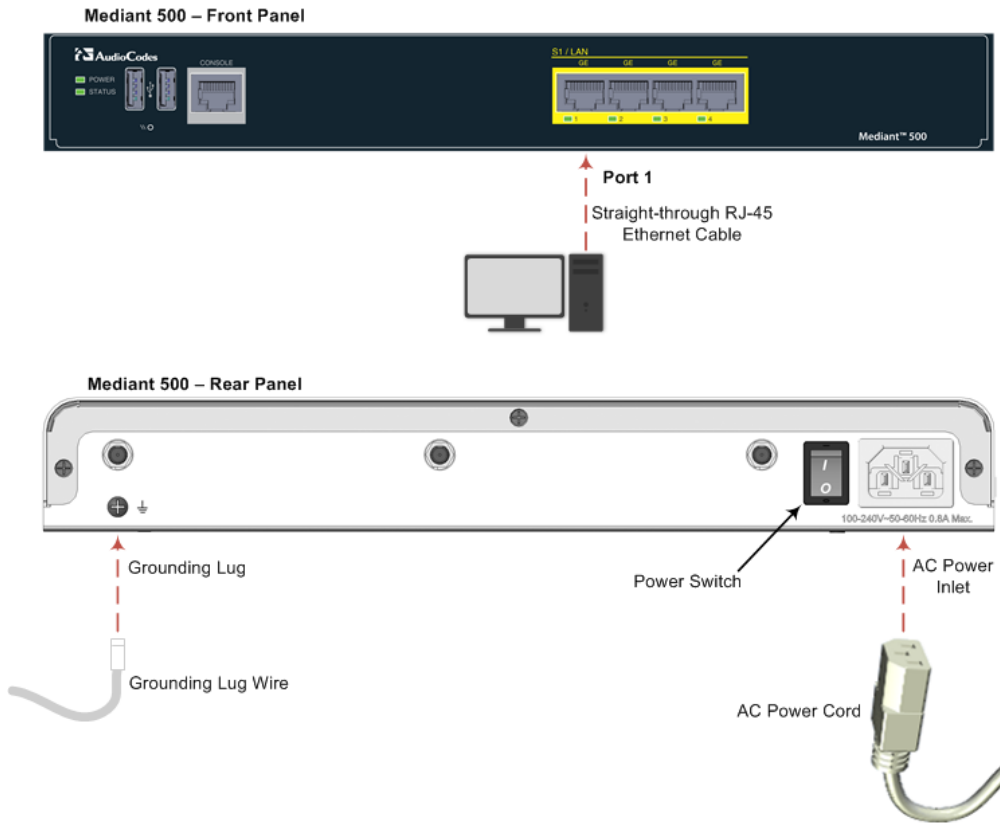 Mediant 500 – Front Panel
AudioCodes
POWER
STATUS
CONSOLE
S1 / LAN
GE GE GE GE
1 2 3 4
Mediant™ 500
Port 1
Straight-through RJ-45
Ethernet Cable
Mediant 500 – Rear Panel
I
O
100-240V~50-60Hz 0.8A Max.
Grounding Lug
Power Switch
AC Power
Inlet
Grounding Lug Wire
AC Power Cord